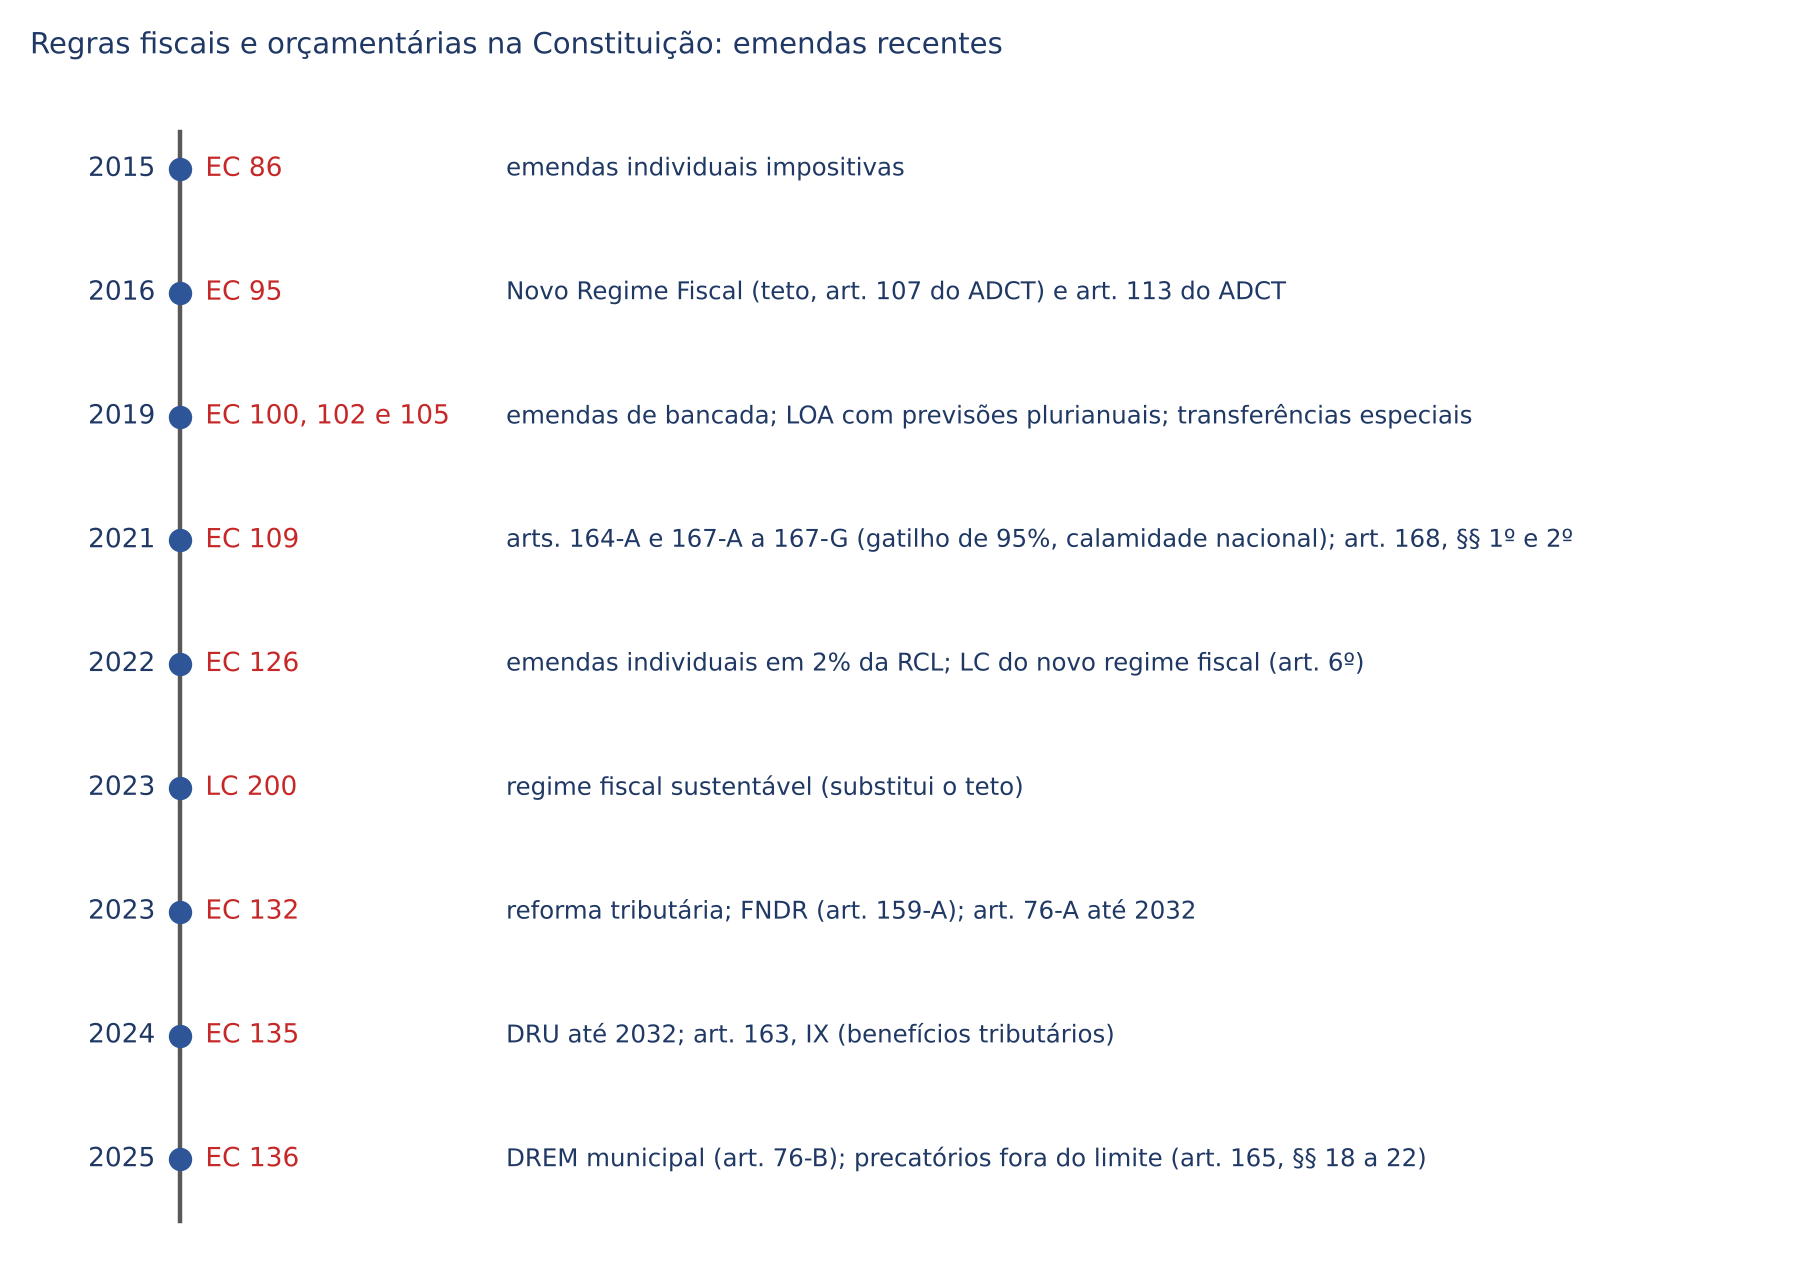 Regras fiscais e orçamentárias na Constituição: emendas recentes
2015 EC 86 emendas individuais impositivas
2016 EC 95 Novo Regime Fiscal (teto, art. 107 do ADCT) e art. 113 do ADCT
2019 EC 100, 102 e 105 emendas de bancada; LOA com previsões plurianuais; transferências especiais
2021 EC 109 arts. 164-A e 167-A a 167-G (gatilho de 95%, calamidade nacional); art. 168, §§ 1º e 2º
2022 EC 126 emendas individuais em 2% da RCL; LC do novo regime fiscal (art. 6º)
2023 LC 200 regime fiscal sustentável (substitui o teto)
2023 EC 132 reforma tributária; FNDR (art. 159-A); art. 76-A até 2032
2024 EC 135 DRU até 2032; art. 163, IX (benefícios tributários)
2025 EC 136 DREM municipal (art. 76-B); precatórios fora do limite (art. 165, §§ 18 a 22)